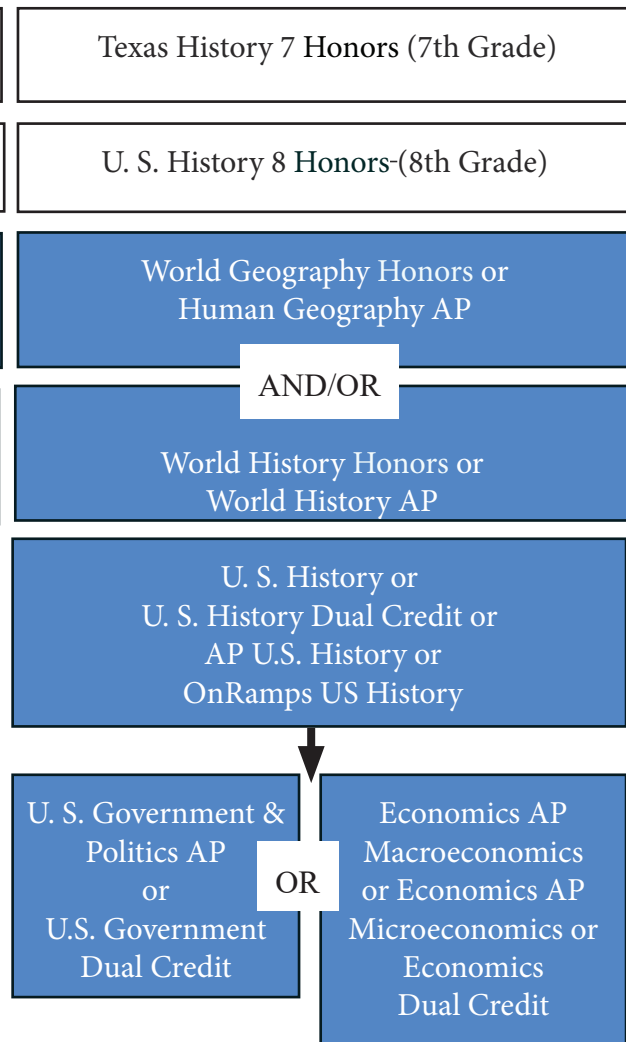 Texas History 7 Honors (7th Grade)
U. S. History 8 Honors-(8th Grade)
World Geography Honors or
Human Geography AP
AND/OR
World History Honors or
World History AP
U. S. History or
U. S. History Dual Credit or
AP U.S. History or
OnRamps US History
U. S. Government &
Politics AP
or
U.S. Government
Dual Credit
OR
Economics AP
Macroeconomics
or Economics AP
Microeconomics or
Economics
Dual Credit